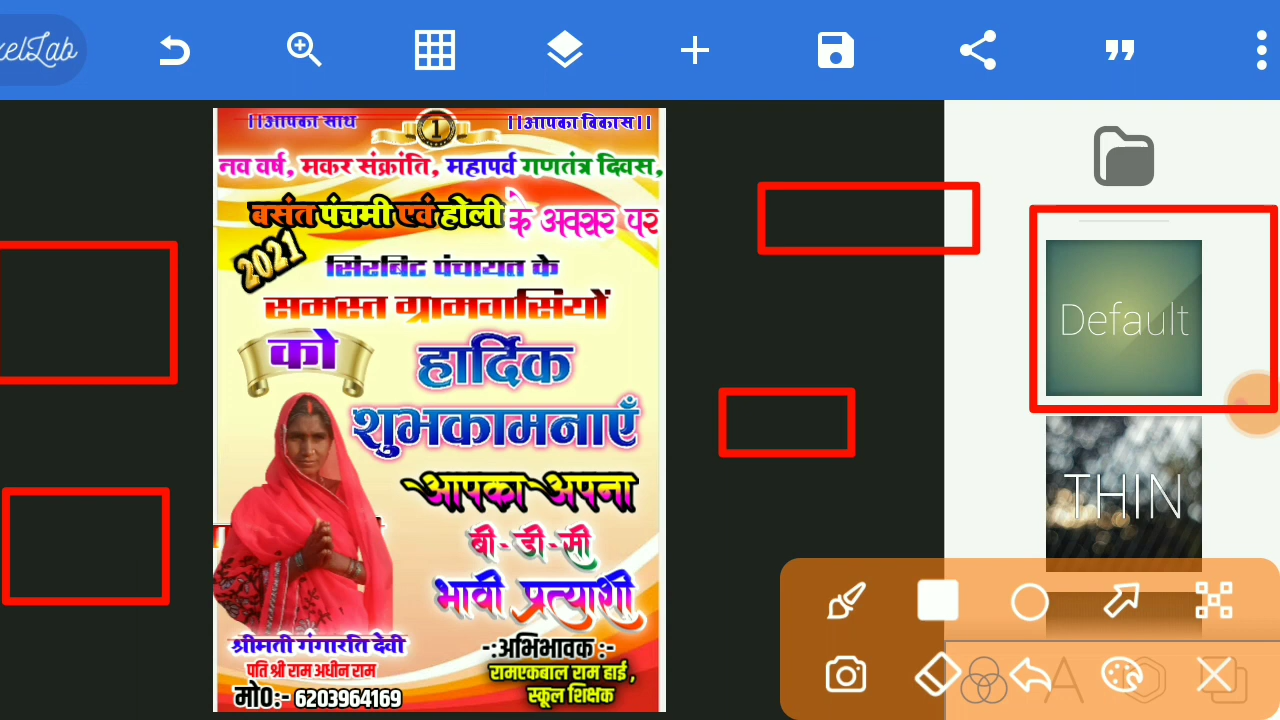 xelLab
||आपका साथ
1
||आपका विकास||
नव वर्ष, मकर संक्रांति, महापर्व गणतंत्र दिवस,
बसंत पंचमी एवं होली के अवसर पर
2021
सिरबिट पंचायत के
समस्त ग्रामवासियों
को
हार्दिक
शुभकामनाएँ
आपका अपना
बी-डी-सी
भावी प्रत्याशी
श्रीमती गंगारति देवी
पति श्री राम अधीन राम
मो0:- 6203964169
-:अभिभावक :-
रामएकबाल राम हाई ,
स्कूल शिक्षक
Default
THIN